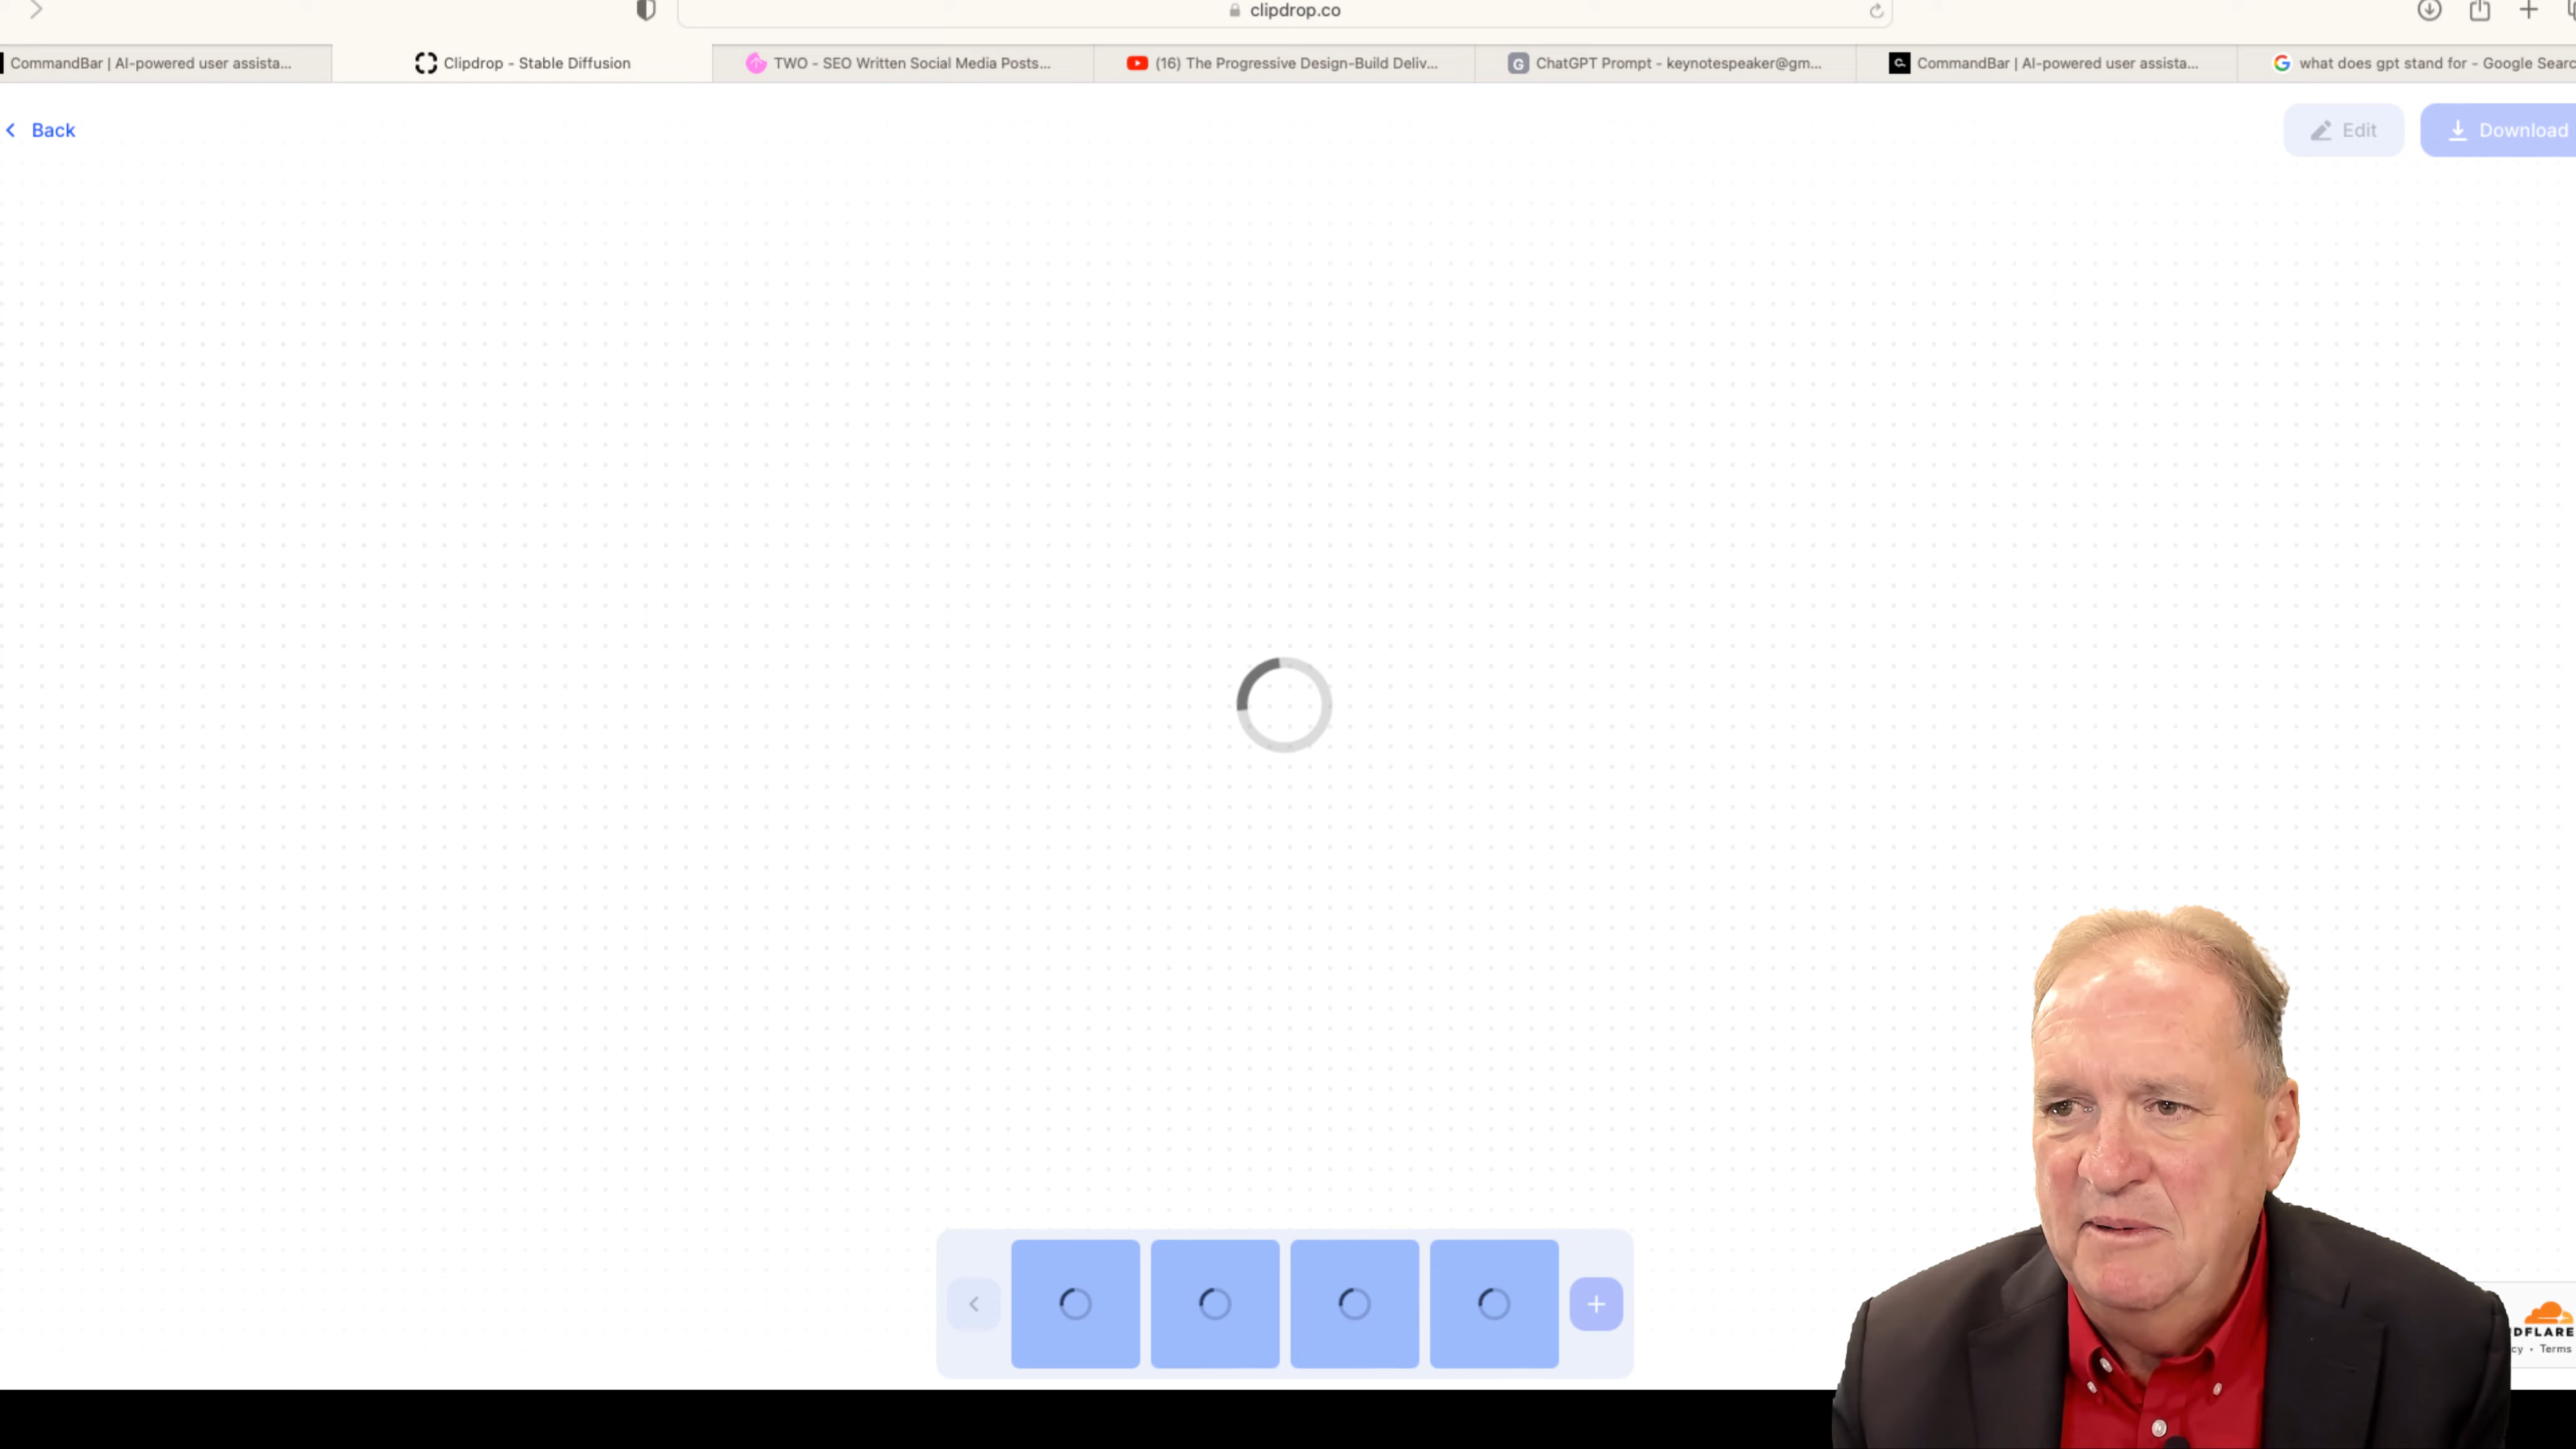 clipdrop.co
CommandBar | AI-powered user assista...
Clipdrop - Stable Diffusion
TWO - SEO Written Social Media Posts...
(16) The Progressive Design-Build Deliv...
G
ChatGPT Prompt - keynotespeaker@gm...
CommandBar | AI-powered user assista...
what does gpt stand for - Google Searc
Back
Edit
Download
DFLARE
cy • Terms